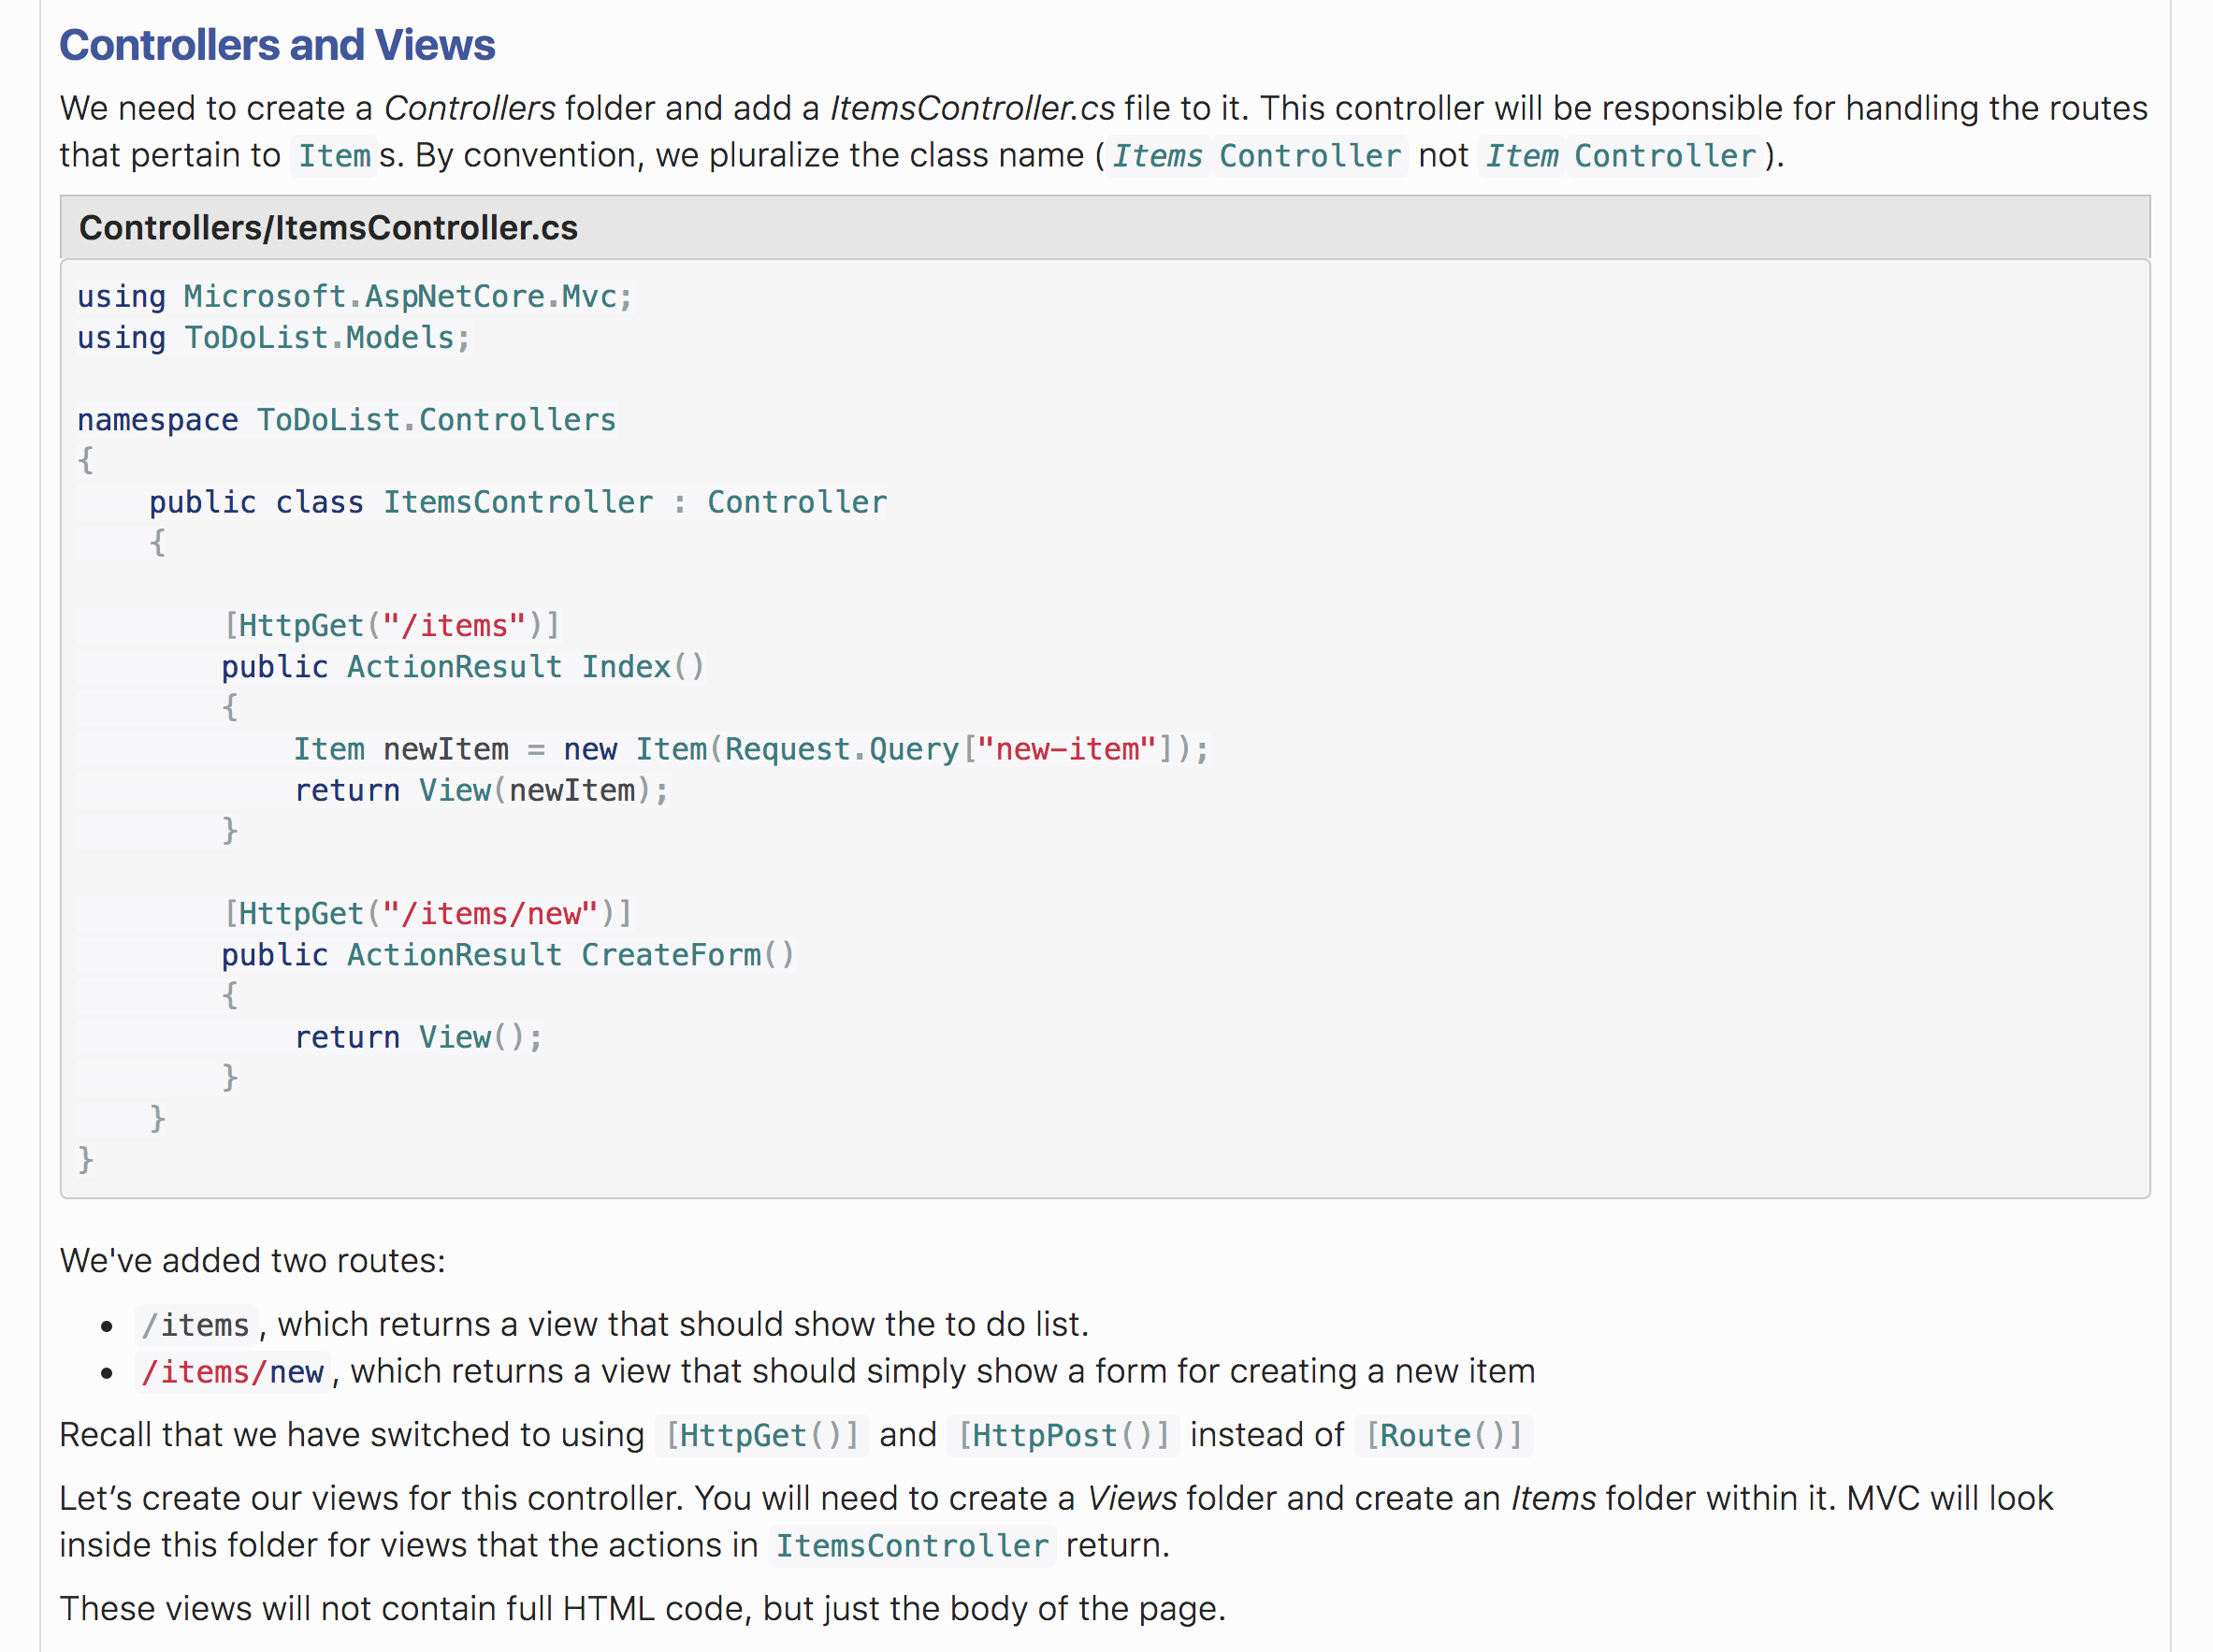 Controllers and Views
We need to create a Controllers folder and add a ItemsController.cs file to it. This controller will be responsible for handling the routes
that pertain to Item s. By convention, we pluralize the class name ( Items Controller not Item Controller ).
Controllers/ItemsController.cs
using Microsoft.AspNetCore.Mvc;
using ToDoList.Models;
namespace ToDoList.Controllers
{
    public class ItemsController : Controller
    {
        [HttpGet("/items")]
        public ActionResult Index()
        {
            Item newItem = new Item(Request.Query["new-item"]);
            return View(newItem);
        }
        [HttpGet("/items/new")]
        public ActionResult CreateForm()
        {
            return View();
        }
    }
}
We've added two routes:
• /items , which returns a view that should show the to do list.
• /items/new , which returns a view that should simply show a form for creating a new item
Recall that we have switched to using [HttpGet()] and [HttpPost()] instead of [Route()]
Let’s create our views for this controller. You will need to create a Views folder and create an Items folder within it. MVC will look
inside this folder for views that the actions in ItemsController return.
These views will not contain full HTML code, but just the body of the page.